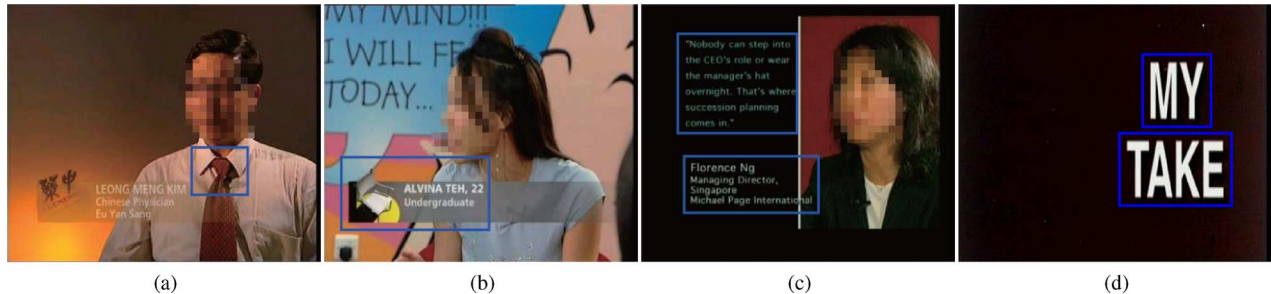 LEONG MENG KIM
Chinese Physician
Eu Yan Sang
(a)
MY MIND!!!
I WILL
TODAY...
ALVINA TEH, 22
Undergraduate
(b)
"Nobody can step into
the CEO's role or wear
the manager's hat
overnight. That's where
succession planning
comes in."
Florence Ng
Managing Director,
Singapore
Michael Page International
(c)
MY
TAKE
(d)